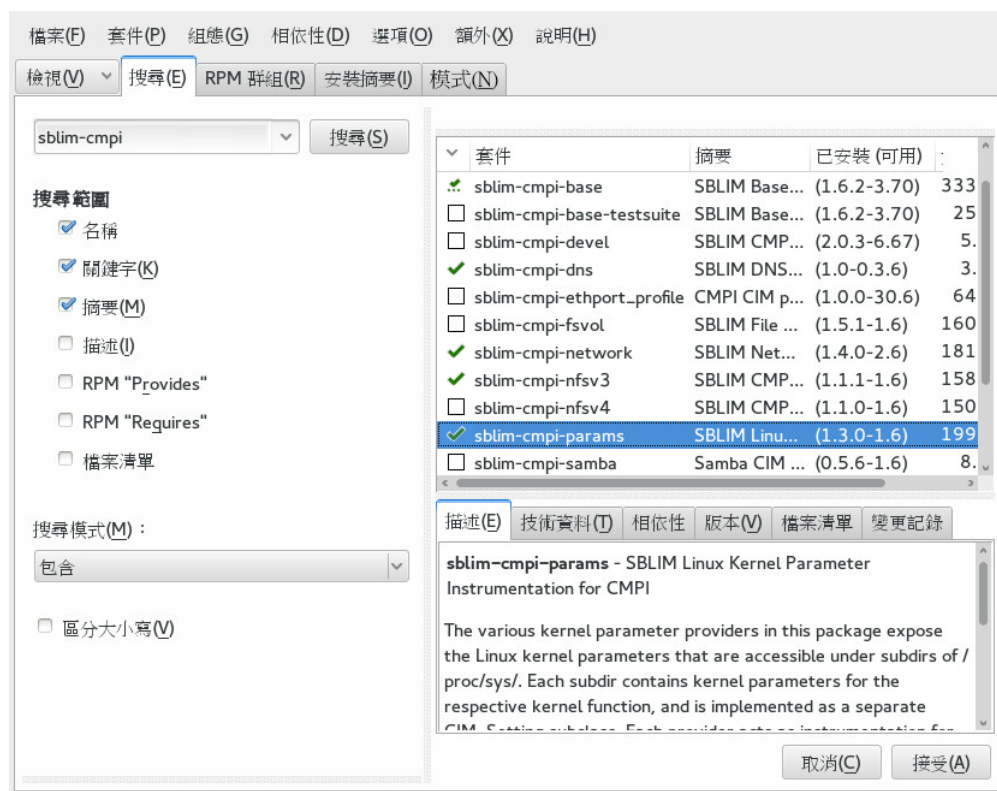 檔案(F) 套件(P) 組態(G) 相依性(D) 選項(O) 額外(X) 說明(H)
檢視(V) 搜尋(E) RPM 群組(R) 安裝摘要(I) 模式(N)
sblim-cmpi 搜尋(S)
搜尋範圍
名稱
關鍵字(K)
摘要(M)
描述(I)
RPM "Provides"
RPM "Requires"
檔案清單
搜尋模式(M)：
包含
區分大小寫(V)
套件 摘要 已安裝 (可用)
sblim-cmpi-base SBLIM Base... (1.6.2-3.70) 333
sblim-cmpi-base-testsuite SBLIM Base... (1.6.2-3.70) 25
sblim-cmpi-devel SBLIM CMP... (2.0.3-6.67) 5.
sblim-cmpi-dns SBLIM DNS... (1.0-0.3.6) 3.
sblim-cmpi-ethport_profile CMPI CIM p... (1.0.0-30.6) 64
sblim-cmpi-fsvol SBLIM File ... (1.5.1-1.6) 160
sblim-cmpi-network SBLIM Net... (1.4.0-2.6) 181
sblim-cmpi-nfsv3 SBLIM CMP... (1.1.1-1.6) 158
sblim-cmpi-nfsv4 SBLIM CMP... (1.1.0-1.6) 150
sblim-cmpi-params SBLIM Linu... (1.3.0-1.6) 199
sblim-cmpi-samba Samba CIM ... (0.5.6-1.6) 8.
描述(E) 技術資料(T) 相依性 版本(V) 檔案清單 變更記錄
sblim-cmpi-params - SBLIM Linux Kernel Parameter
Instrumentation for CMPI
The various kernel parameter providers in this package expose
the Linux kernel parameters that are accessible under subdirs of /
proc/sys/. Each subdir contains kernel parameters for the
respective kernel function, and is implemented as a separate
CIM_Setting subclass. Each provider acts as instrumentation for
取消(C) 接受(A)